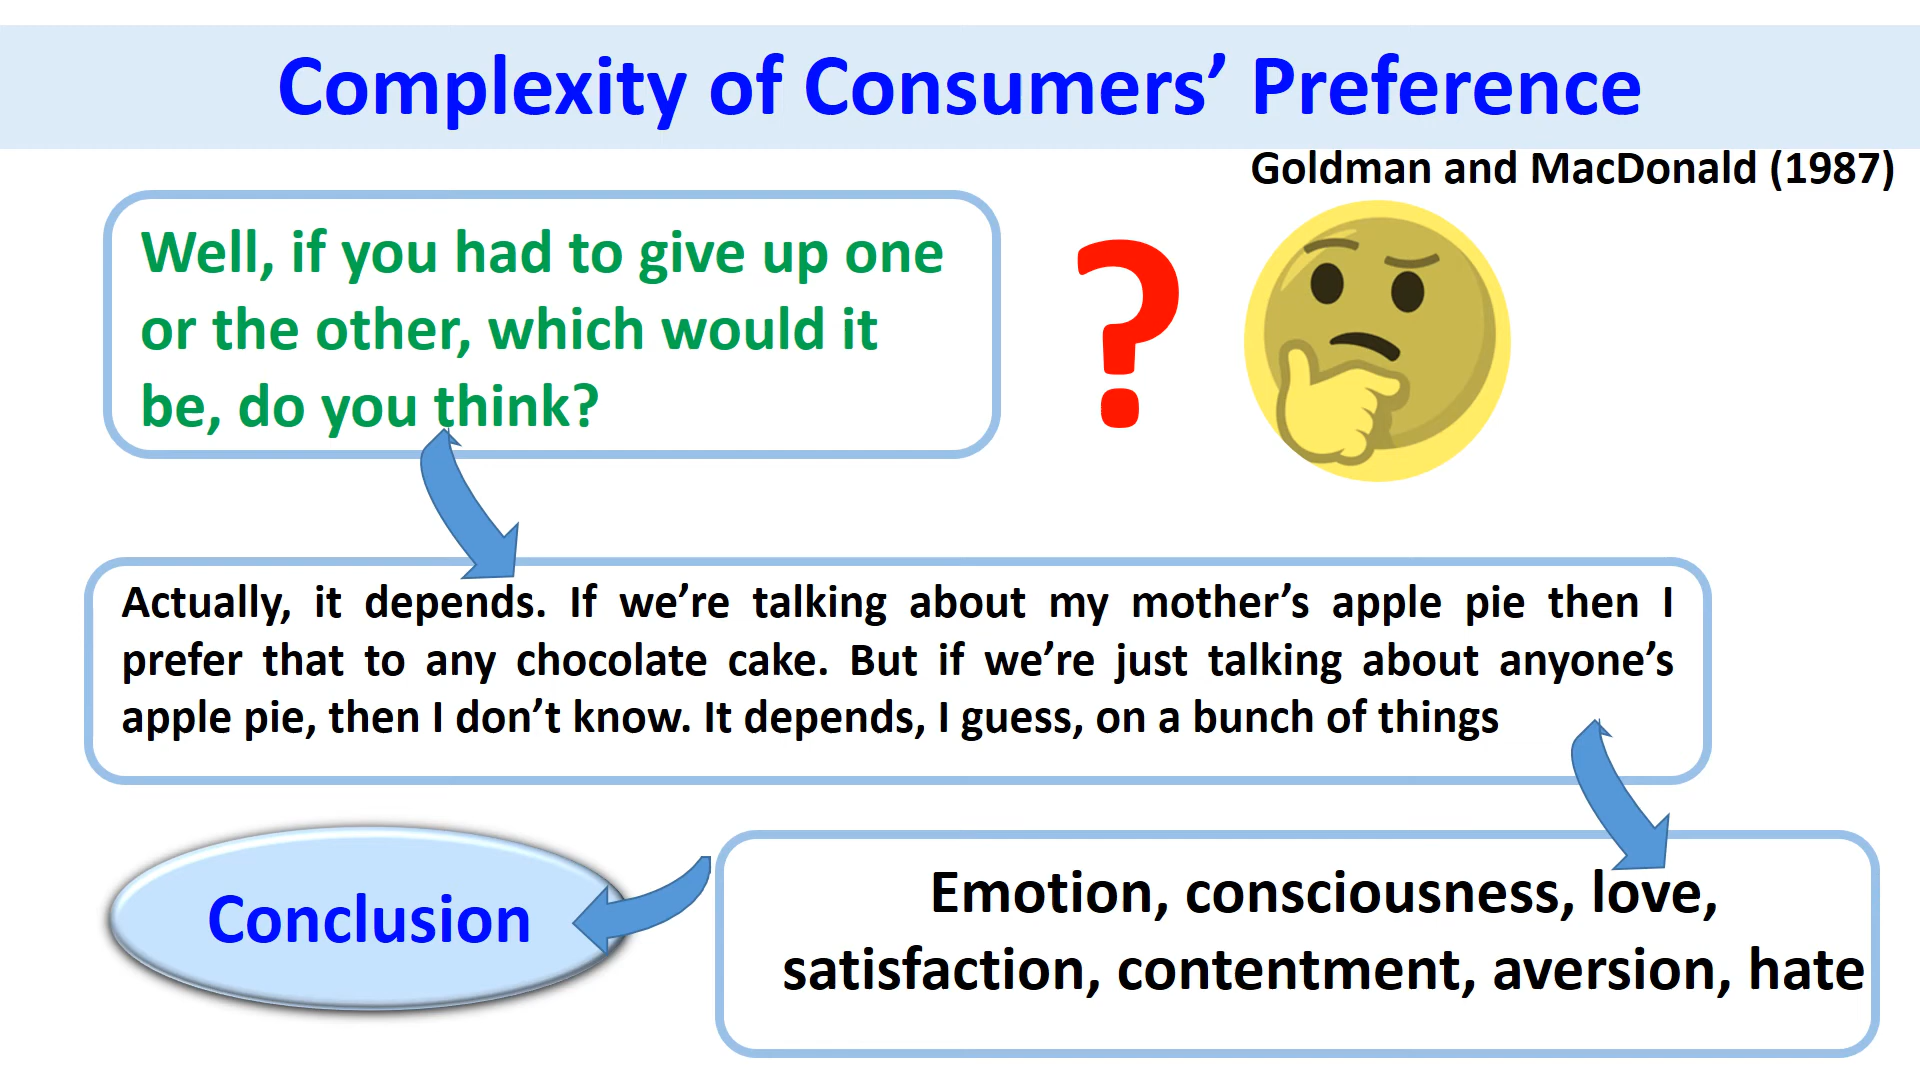 Complexity of Consumers’ Preference
Goldman and MacDonald (1987)
Well, if you had to give up one
or the other, which would it
be, do you think?
?
Actually, it depends. If we’re talking about my mother’s apple pie then I
prefer that to any chocolate cake. But if we’re just talking about anyone’s
apple pie, then I don’t know. It depends, I guess, on a bunch of things
Emotion, consciousness, love,
satisfaction, contentment, aversion, hate
Conclusion